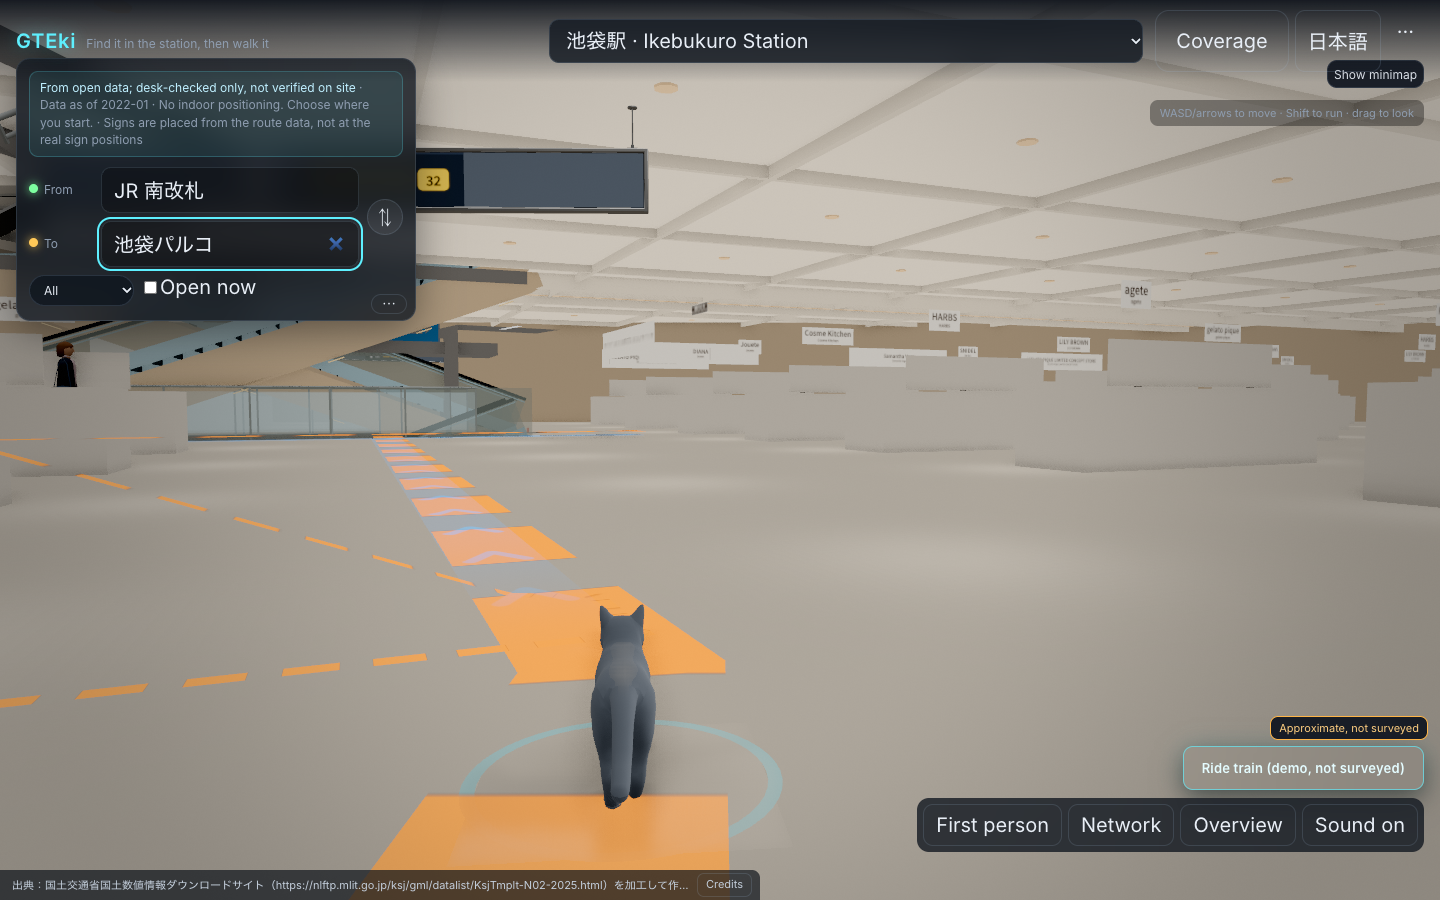 GTEki Find it in the station, then walk it
池袋駅 · Ikebukuro Station
Coverage
日本語
...
Show minimap
WASD/arrows to move · Shift to run · drag to look
From open data; desk-checked only, not verified on site ·
Data as of 2022-01 · No indoor positioning. Choose where
you start. · Signs are placed from the route data, not at the
real sign positions
From JR 南改札
To 池袋パルコ
All
Open now
...
32
agete
HARBS
Cosme Kitchen
DIANA
LILY BROWN
gelato pique
Approximate, not surveyed
Ride train (demo, not surveyed)
First person
Network
Overview
Sound on
出典：国土交通省国土数値情報ダウンロードサイト（https://nlftp.mlit.go.jp/ksj/gml/datalist/KsjTmplt-N02-2025.html）を加工して作...
Credits